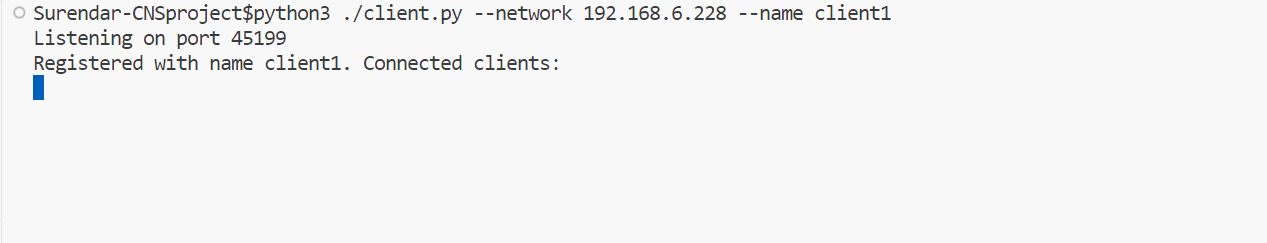 Surendar-CNSproject$python3 ./client.py --network 192.168.6.228 --name client1
Listening on port 45199
Registered with name client1. Connected clients: